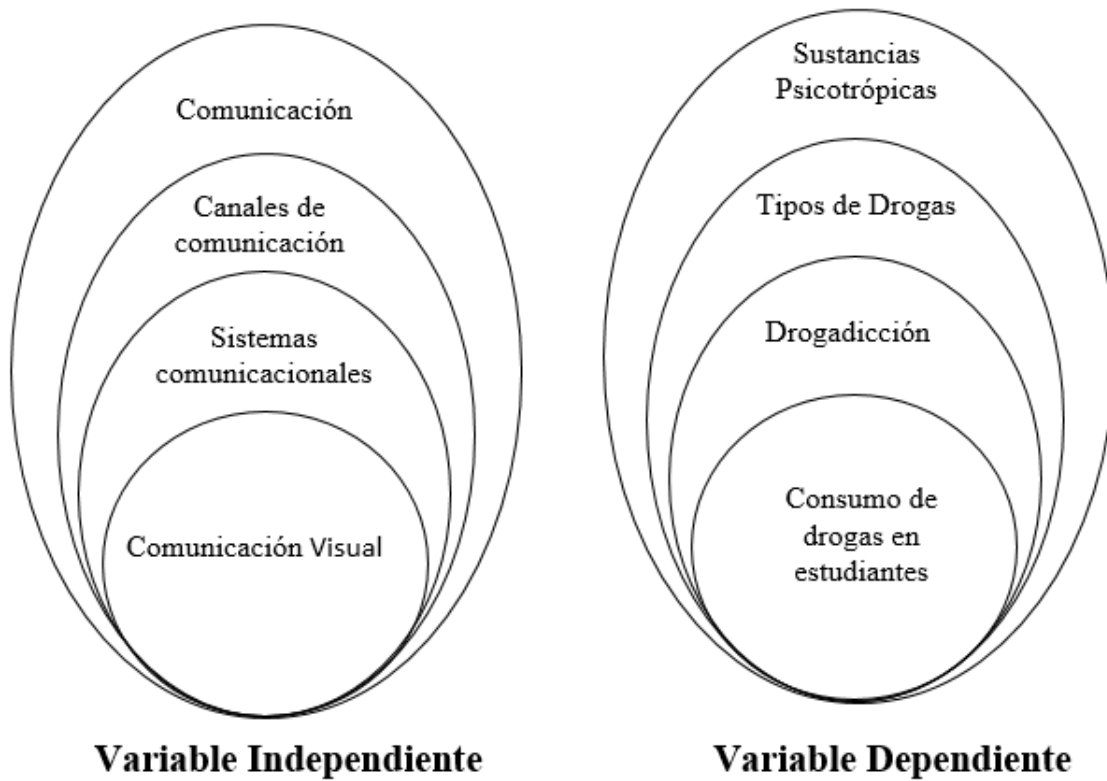 Comunicación
Canales de
comunicación
Sistemas
comunicacionales
Comunicación Visual
Variable Independiente
Sustancias
Psicotrópicas
Tipos de Drogas
Drogadicción
Consumo de
drogas en
estudiantes
Variable Dependiente